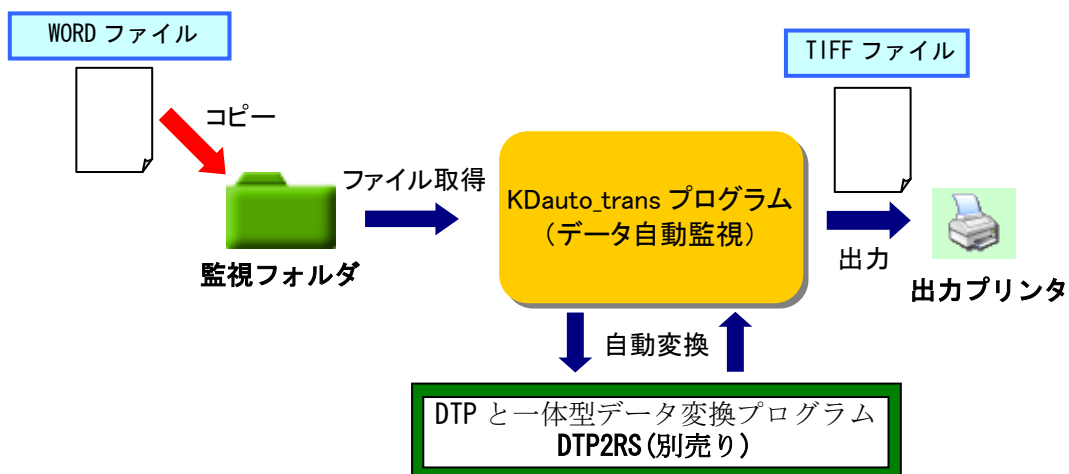 WORD ファイル
コピー
監視フォルダ
ファイル取得
KDauto_trans プログラム
(データ自動監視)
TIFF ファイル
出力
出力プリンタ
自動変換
DTP と一体型データ変換プログラム
DTP2RS(別売り)